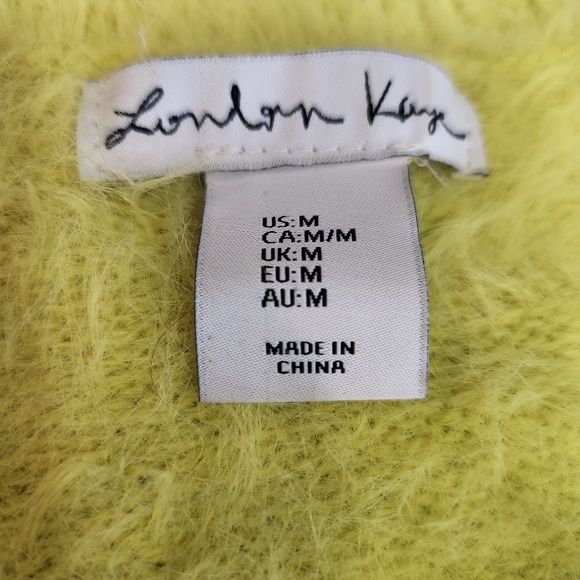 London Kaye
US:M
CA:M/M
UK:M
EU:M
AU:M
MADE IN
CHINA